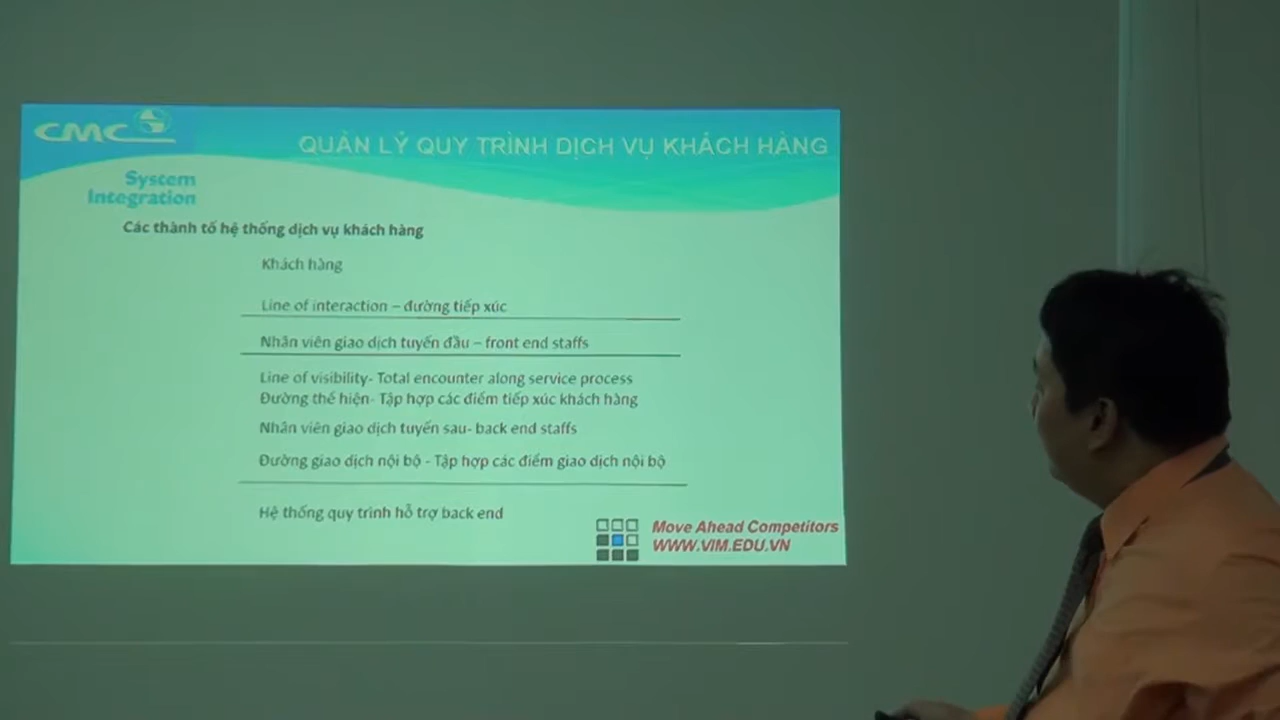 CMC
QUẢN LÝ QUY TRÌNH DỊCH VỤ KHÁCH HÀNG
System
Integration
Các thành tố hệ thống dịch vụ khách hàng
Khách hàng
Line of interaction – đường tiếp xúc
Nhân viên giao dịch tuyến đầu – front end staffs
Line of visibility- Total encounter along service process
Đường thể hiện- Tập hợp các điểm tiếp xúc khách hàng
Nhân viên giao dịch tuyến sau- back end staffs
Đường giao dịch nội bộ - Tập hợp các điểm giao dịch nội bộ
Hệ thống quy trình hỗ trợ back end
Move Ahead Competitors
WWW.VIM.EDU.VN